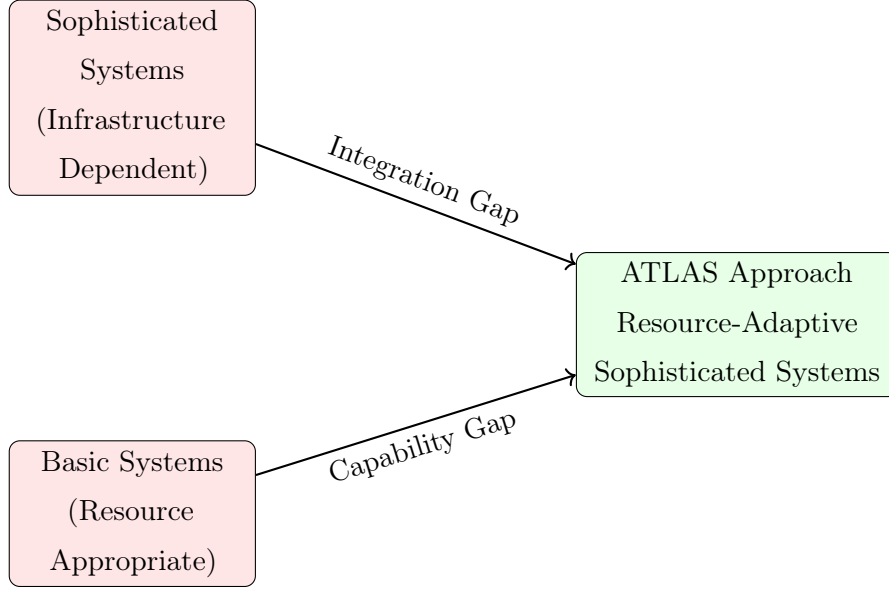 Sophisticated
Systems
(Infrastructure
Dependent)
Integration Gap
ATLAS Approach
Resource-Adaptive
Sophisticated Systems
Capability Gap
Basic Systems
(Resource
Appropriate)